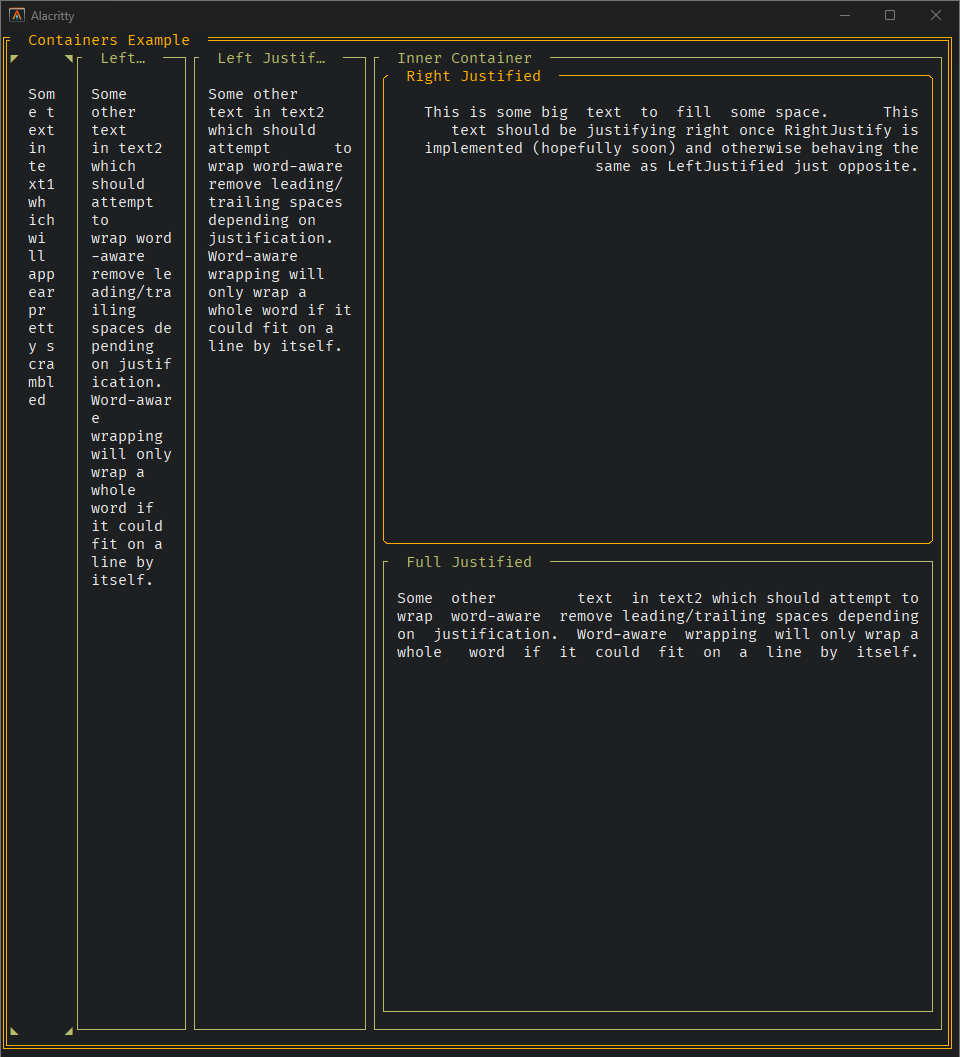 Alacritty
Containers Example
Som
e t
ext
in
te
xt1
wh
ich
wi
ll
app
ear
pr
ett
y s
cra
mbl
ed
Left…
Some
other
text
in text2
which
should
attempt
to
wrap word
-aware
remove le
ading/tra
iling
spaces de
pending
on justif
ication.
Word-awar
e
wrapping
will only
wrap a
whole
word if
it could
fit on a
line by
itself.
Left Justif…
Some other
text in text2
which should
attempt       to
wrap word-aware
remove leading/
trailing spaces
depending on
justification.
Word-aware
wrapping will
only wrap a
whole word if it
could fit on a
line by itself.
Inner Container
Right Justified
This is some big  text  to  fill  some space.      This
text should be justifying right once RightJustify is
implemented (hopefully soon) and otherwise behaving the
same as LeftJustified just opposite.
Full Justified
Some  other         text  in text2 which should attempt to
wrap  word-aware  remove leading/trailing spaces depending
on  justification.  Word-aware  wrapping  will only wrap a
whole   word  if  it  could  fit  on  a  line  by  itself.